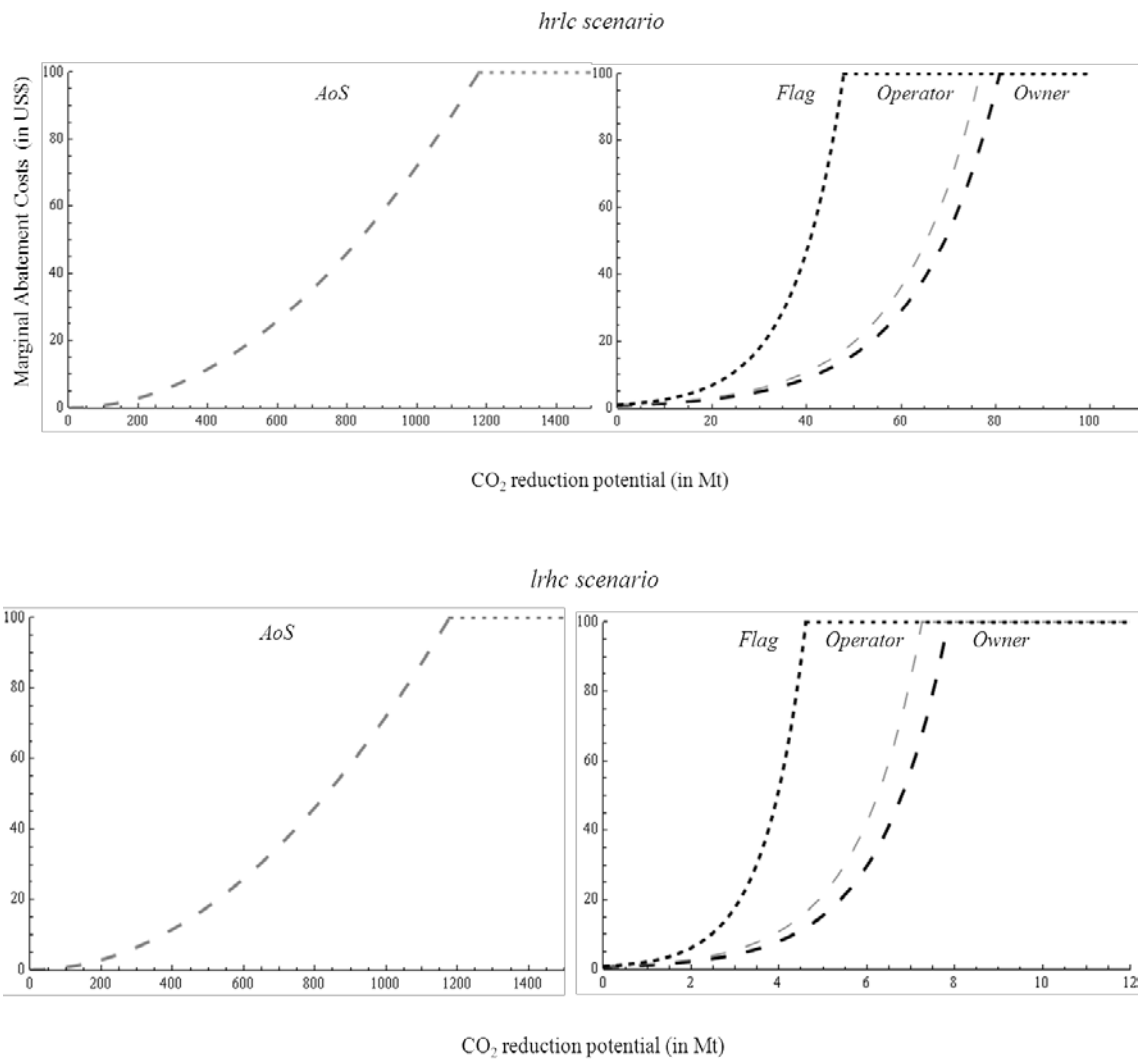 hrlc scenario
Marginal Abatement Costs (in US$)
100
80
60
40
20
0
AoS
0 200 400 600 800 1000 1200 1400
100
80
60
40
20
0
Flag Operator Owner
0 20 40 60 80 100
CO₂ reduction potential (in Mt)
lrhc scenario
100
80
60
40
20
0
AoS
0 200 400 600 800 1000 1200 1400
100
80
60
40
20
0
Flag Operator Owner
0 2 4 6 8 10 12
CO₂ reduction potential (in Mt)